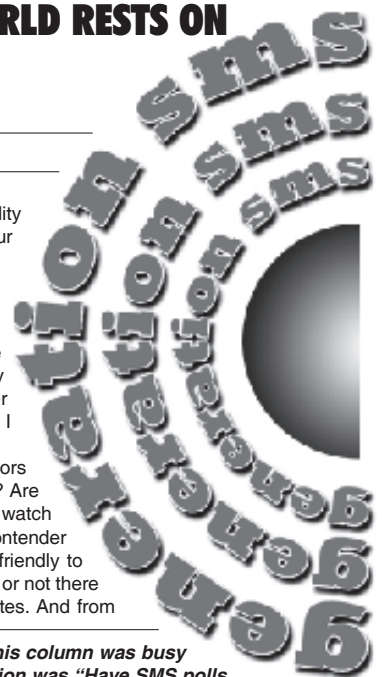 RLD RESTS ON
lity
ur
e
y
r
I
ors
? Are
watch
ontender
friendly to
or not there
tes. And from
his column was busy
ion was “Have SMS polls
generation sms
generation sms
generation sms